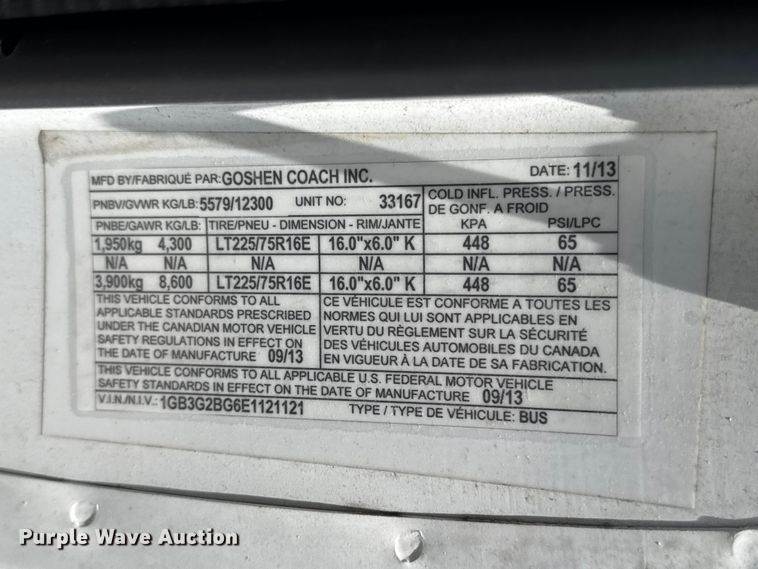 MFD BY/FABRIQUÉ PAR: GOSHEN COACH INC. DATE: 11/13
PNBV/GVWR KG/LB: 5579/12300 UNIT NO: 33167 COLD INFL. PRESS. / PRESS. DE GONF. A FROID
PNBE/GAWR KG/LB: TIRE/PNEU - DIMENSION - RIM/JANTE KPA PSI/LPC
1,950kg 4,300 LT225/75R16E 16.0"x6.0" K 448 65
N/A N/A N/A N/A N/A N/A
3,900kg 8,600 LT225/75R16E 16.0"x6.0" K 448 65
THIS VEHICLE CONFORMS TO ALL
APPLICABLE STANDARDS PRESCRIBED
UNDER THE CANADIAN MOTOR VEHICLE
SAFETY REGULATIONS IN EFFECT ON
THE DATE OF MANUFACTURE 09/13
CE VÉHICULE EST CONFORME A TOUTES LES
NORMES QUI LUI SONT APPLICABLES EN
VERTU DU RÈGLEMENT SUR LA SÉCURITÉ
DES VÉHICULES AUTOMOBILES DU CANADA
EN VIGUEUR À LA DATE DE SA FABRICATION.
THIS VEHICLE CONFORMS TO ALL APPLICABLE U.S. FEDERAL MOTOR VEHICLE
SAFETY STANDARDS IN EFFECT ON THE DATE OF MANUFACTURE 09/13
V.I.N./N.I.V.: 1GB3G2BG6E1121121 TYPE / TYPE DE VÉHICULE: BUS
Purple Wave Auction